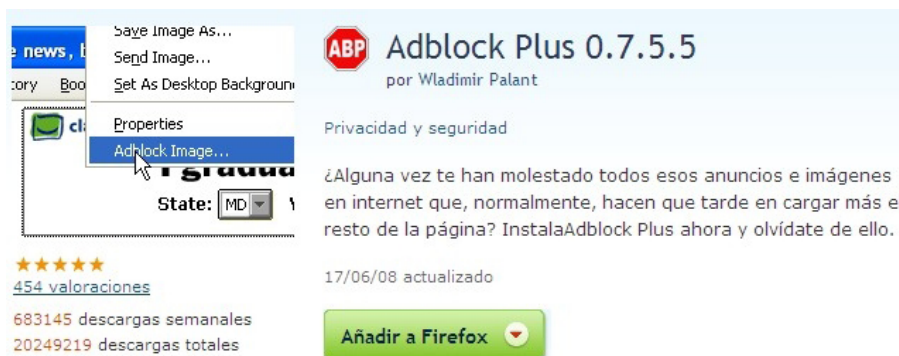 Save Image As...
e news, b
Send Image...
tory Boo
Set As Desktop Backgroun
cl
Properties
Adblock Image...
I gradua
State: MD Y
454 valoraciones
683145 descargas semanales
20249219 descargas totales
ABP Adblock Plus 0.7.5.5
por Wladimir Palant
Privacidad y seguridad
¿Alguna vez te han molestado todos esos anuncios e imágenes
en internet que, normalmente, hacen que tarde en cargar más e
resto de la página? InstalaAdblock Plus ahora y olvídate de ello.
17/06/08 actualizado
Añadir a Firefox